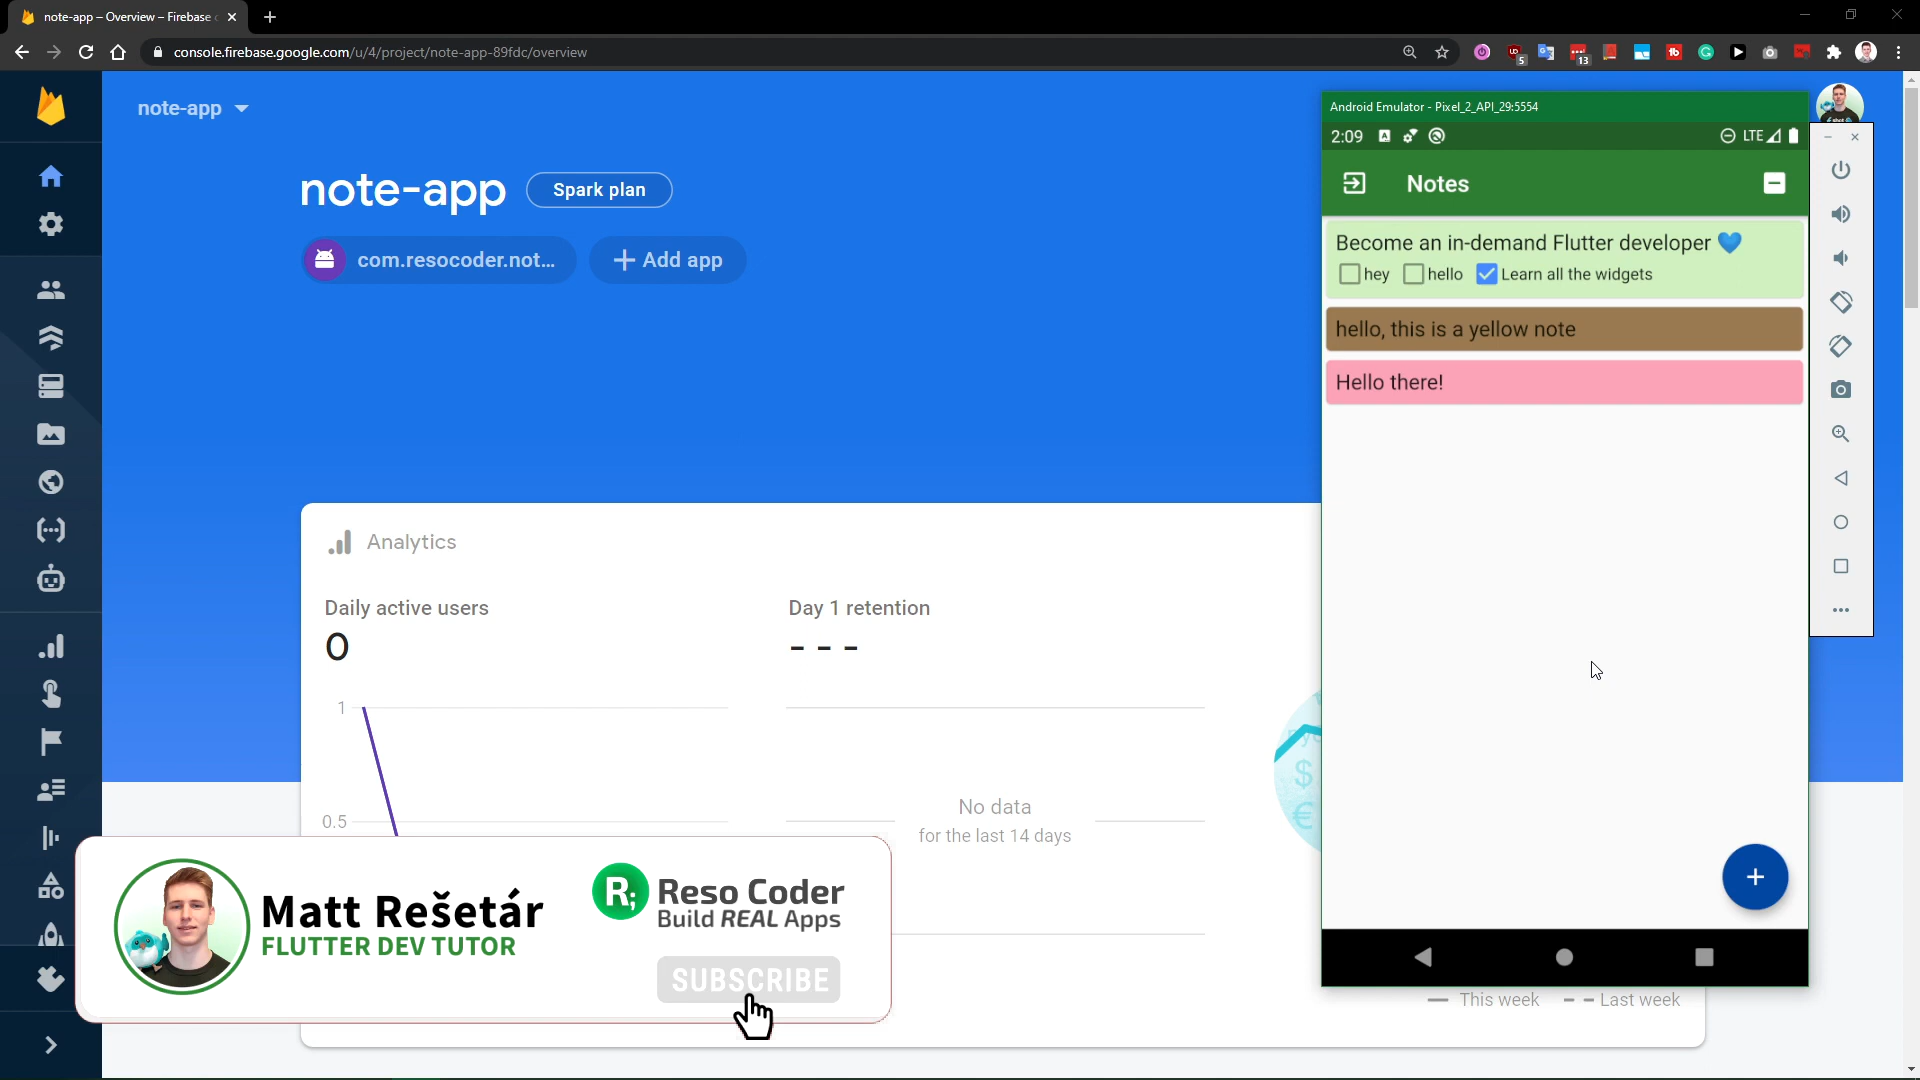 note-app – Overview – Firebase
console.firebase.google.com/u/4/project/note-app-89fdc/overview
5
13
note-app
note-app
Spark plan
com.resocoder.not...
+ Add app
Analytics
Daily active users
0
1
0.5
Day 1 retention
- - -
No data
for the last 14 days
$
€
This week
Last week
Android Emulator - Pixel_2_API_29:5554
2:09
LTE
Notes
Become an in-demand Flutter developer 💙
hey
hello
Learn all the widgets
hello, this is a yellow note
Hello there!
+
Matt Rešetár
FLUTTER DEV TUTOR
R;
Reso Coder
Build REAL Apps
SUBSCRIBE